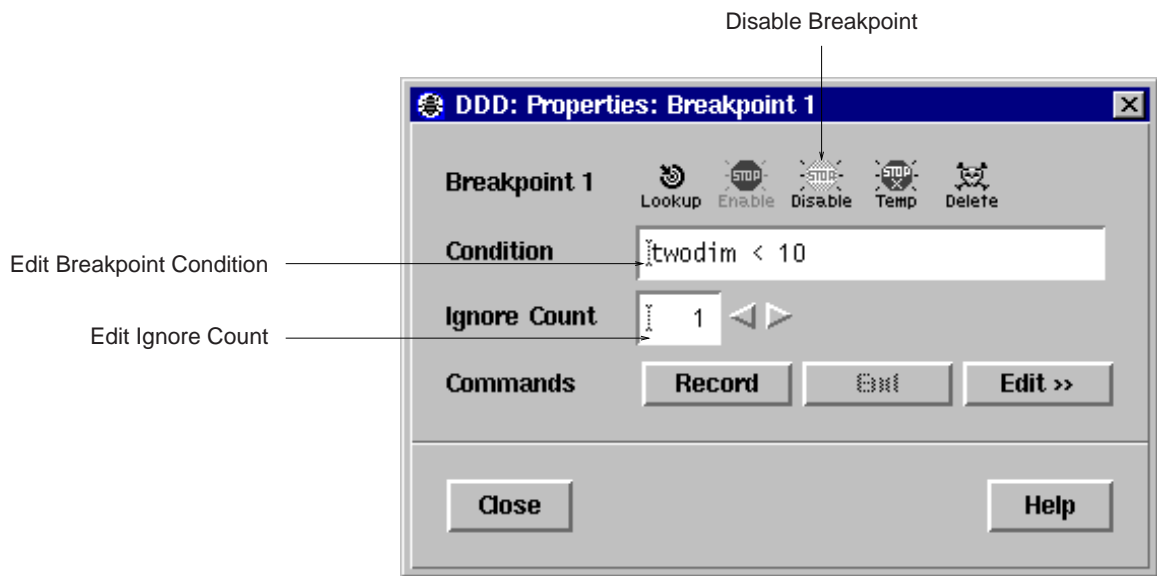 Disable Breakpoint
DDD: Properties: Breakpoint 1
Breakpoint 1
STOP STOP STOP
Lookup Enable Disable Temp Delete
Edit Breakpoint Condition
Condition
twodim < 10
Edit Ignore Count
Ignore Count
1
Commands
Record
End
Edit >>
Close
Help